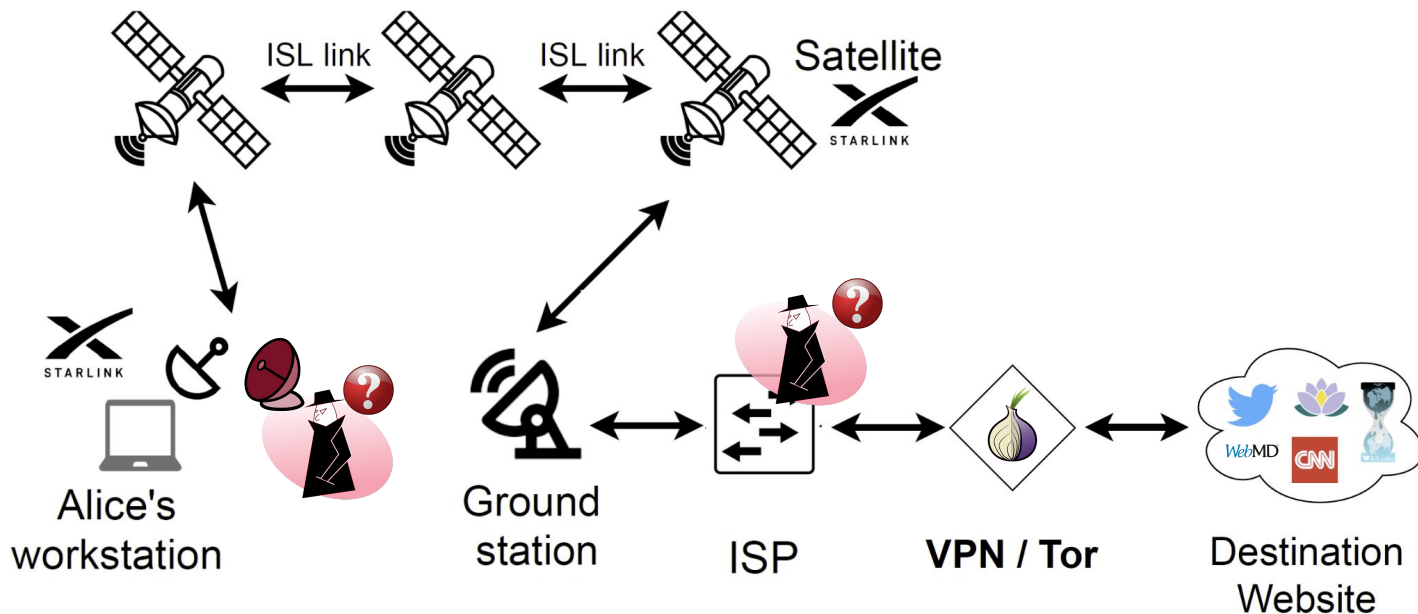 ISL link
ISL link
Satellite
STARLINK
STARLINK
?
?
WebMD
CNN
Alice's
workstation
Ground
station
ISP
VPN / Tor
Destination
Website